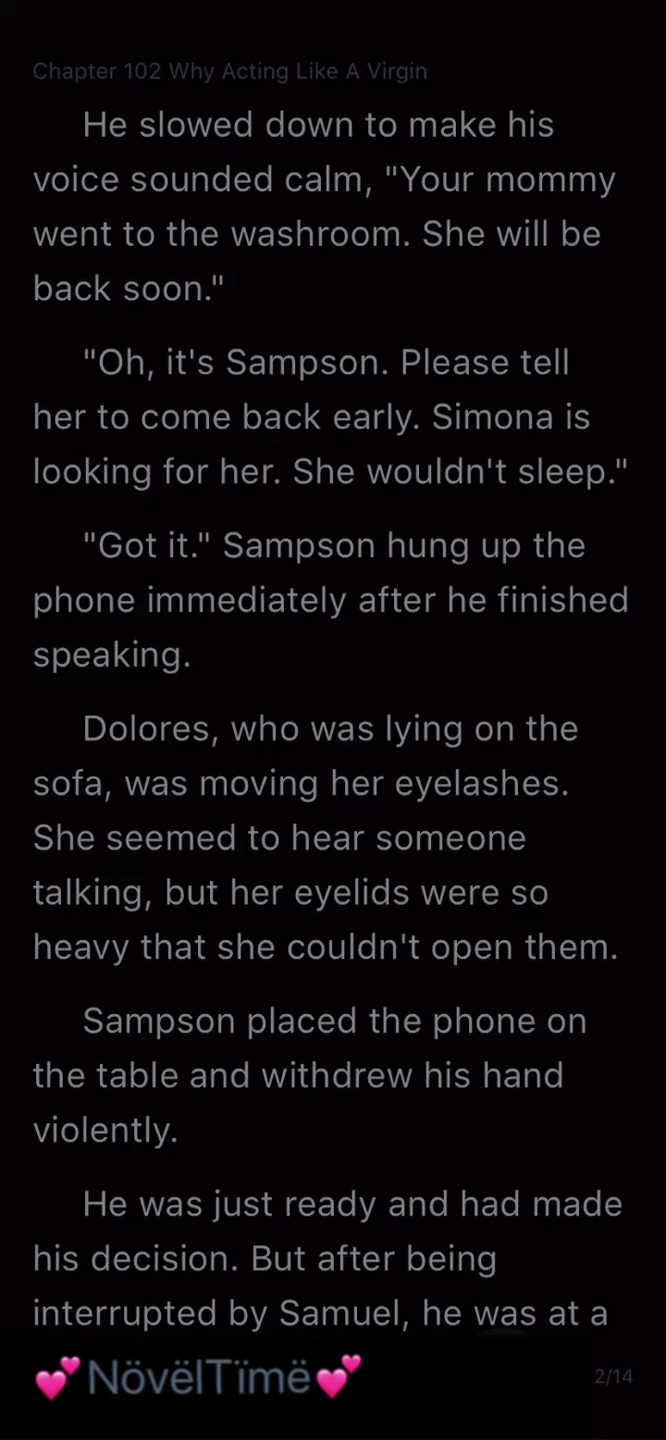 Chapter 102 Why Acting Like A Virgin
He slowed down to make his
voice sounded calm, "Your mommy
went to the washroom. She will be
back soon."
"Oh, it's Sampson. Please tell
her to come back early. Simona is
looking for her. She wouldn't sleep."
"Got it." Sampson hung up the
phone immediately after he finished
speaking.
Dolores, who was lying on the
sofa, was moving her eyelashes.
She seemed to hear someone
talking, but her eyelids were so
heavy that she couldn't open them.
Sampson placed the phone on
the table and withdrew his hand
violently.
He was just ready and had made
his decision. But after being
interrupted by Samuel, he was at a
💕NövëlTïmë💕
2/14